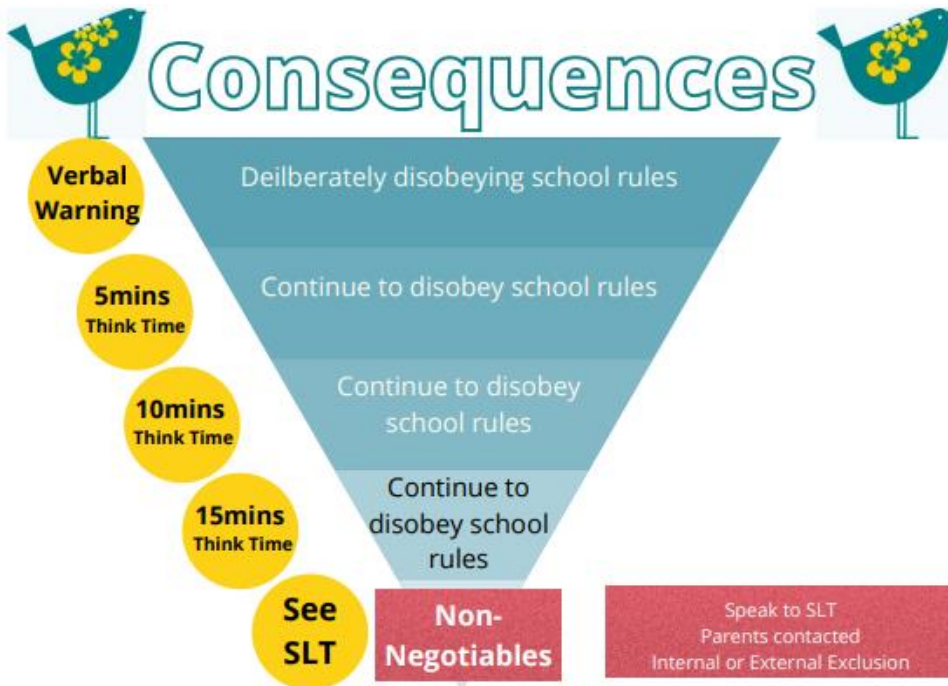 Consequences
Verbal
Warning
Deilberately disobeying school rules
5mins
Think Time
Continue to disobey school rules
10mins
Think Time
Continue to disobey
school rules
15mins
Think Time
Continue to
disobey school
rules
See
SLT
Non-
Negotiables
Speak to SLT
Parents contacted
Internal or External Exclusion